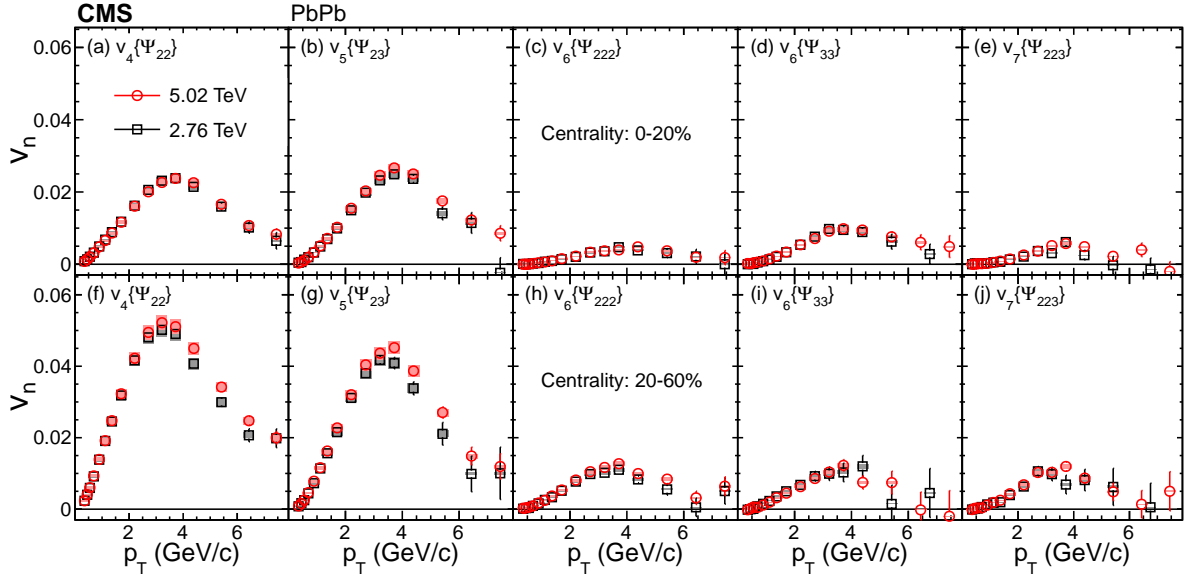 CMS PbPb
(a) v4{Ψ22} (b) v5{Ψ23} (c) v6{Ψ222} (d) v6{Ψ33} (e) v7{Ψ223}
5.02 TeV
2.76 TeV
Centrality: 0-20%
vn
0.06
0.04
0.02
0
(f) v4{Ψ22} (g) v5{Ψ23} (h) v6{Ψ222} (i) v6{Ψ33} (j) v7{Ψ223}
Centrality: 20-60%
vn
0.06
0.04
0.02
0
2 4 6 2 4 6 2 4 6 2 4 6 2 4 6
pT (GeV/c) pT (GeV/c) pT (GeV/c) pT (GeV/c) pT (GeV/c)